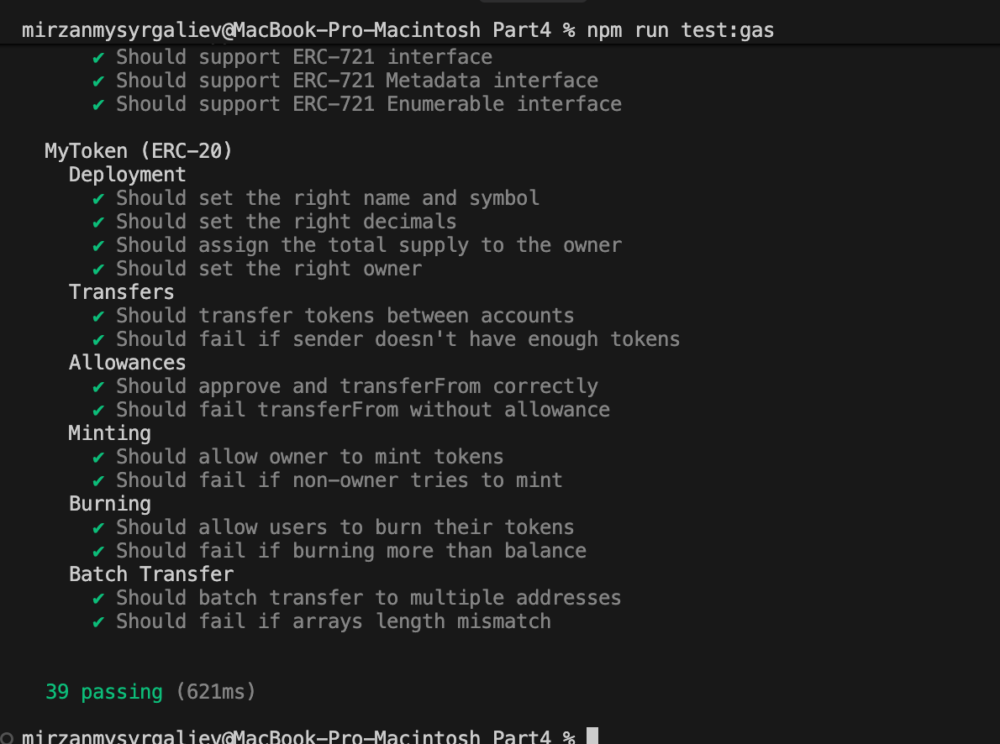 mirzanmysyrgaliev@MacBook-Pro-Macintosh Part4 % npm run test:gas
✔ Should support ERC-721 interface
✔ Should support ERC-721 Metadata interface
✔ Should support ERC-721 Enumerable interface
MyToken (ERC-20)
Deployment
✔ Should set the right name and symbol
✔ Should set the right decimals
✔ Should assign the total supply to the owner
✔ Should set the right owner
Transfers
✔ Should transfer tokens between accounts
✔ Should fail if sender doesn't have enough tokens
Allowances
✔ Should approve and transferFrom correctly
✔ Should fail transferFrom without allowance
Minting
✔ Should allow owner to mint tokens
✔ Should fail if non-owner tries to mint
Burning
✔ Should allow users to burn their tokens
✔ Should fail if burning more than balance
Batch Transfer
✔ Should batch transfer to multiple addresses
✔ Should fail if arrays length mismatch
39 passing (621ms)
mirzanmysyrgaliev@MacBook-Pro-Macintosh Part4 %